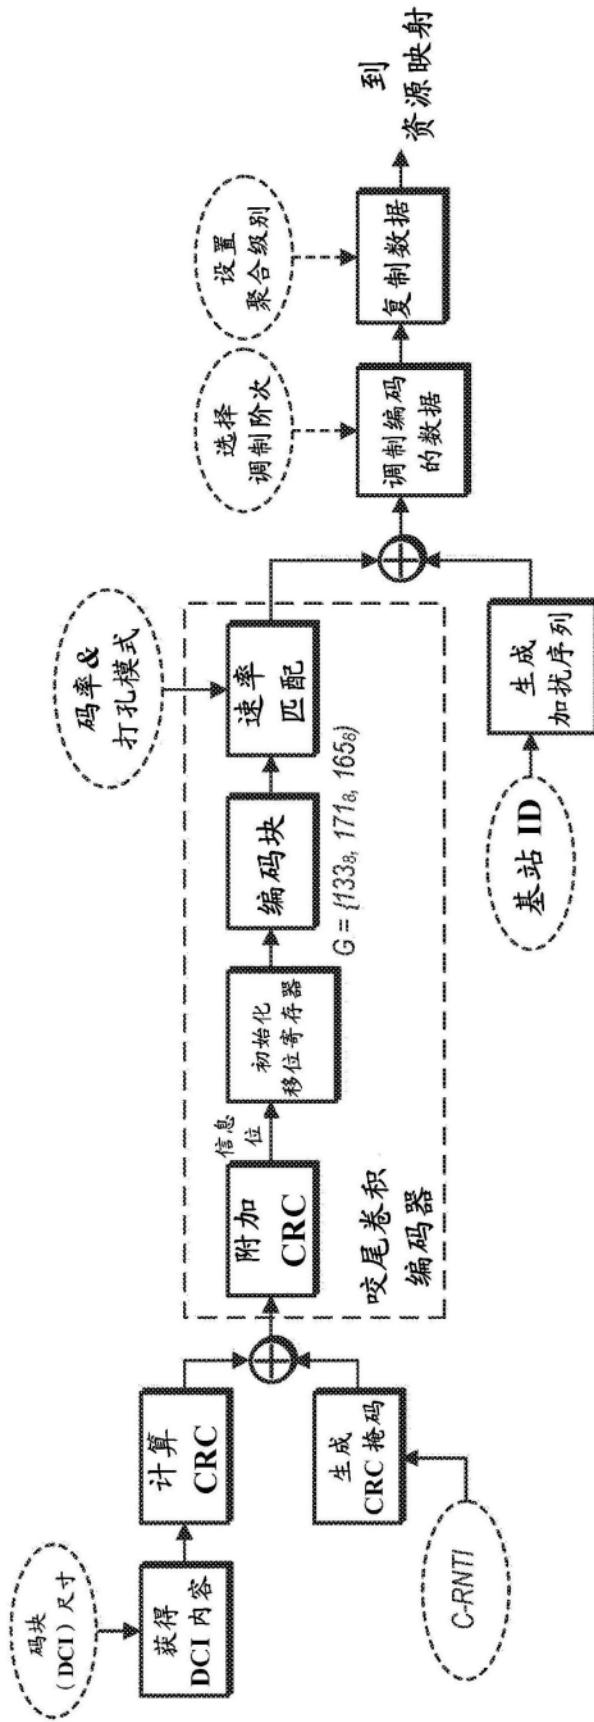 码块
（DCI）尺寸
获得
DCI 内容
计算
CRC
生成
CRC 掩码
C-RNTI
附加
CRC
信息
位
初始化
移位寄存器
编码块
G = {133₈, 171₈, 165₈}
速率
匹配
码率&
打孔模式
咬尾卷积
编码器
基站 ID
生成
加扰序列
选择
调制阶次
调制编码
的数据
设置
聚合级别
复制数据
到
资源映射